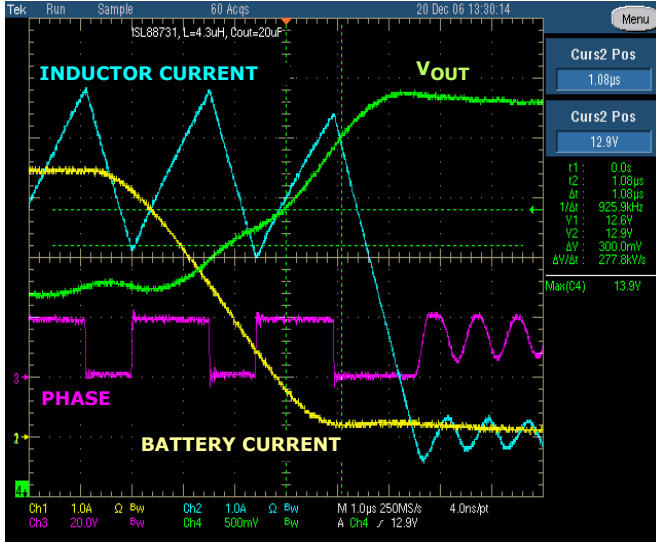 Tek Run Sample 60 Acqs 20 Dec 06 13:30:14
Menu
ISL88731, L=4.3uH, Cout=20uF
INDUCTOR CURRENT
VOUT
Curs2 Pos
1.08µs
Curs2 Pos
12.9V
t1: 0.0s
t2: 1.08µs
Δt: 1.08µs
1/Δt: 925.9kHz
V1: 12.6V
V2: 12.9V
ΔV: 300.0mV
ΔV/Δt: 277.8kV/s
Max(C4) 13.9V
3
PHASE
BATTERY CURRENT
1
4
Ch1 1.0A Ω Bw Ch2 1.0A Ω Bw M 1.0µs 250MS/s 4.0ns/pt
Ch3 20.0V Bw Ch4 500mV Bw A Ch4 ∕ 12.9V